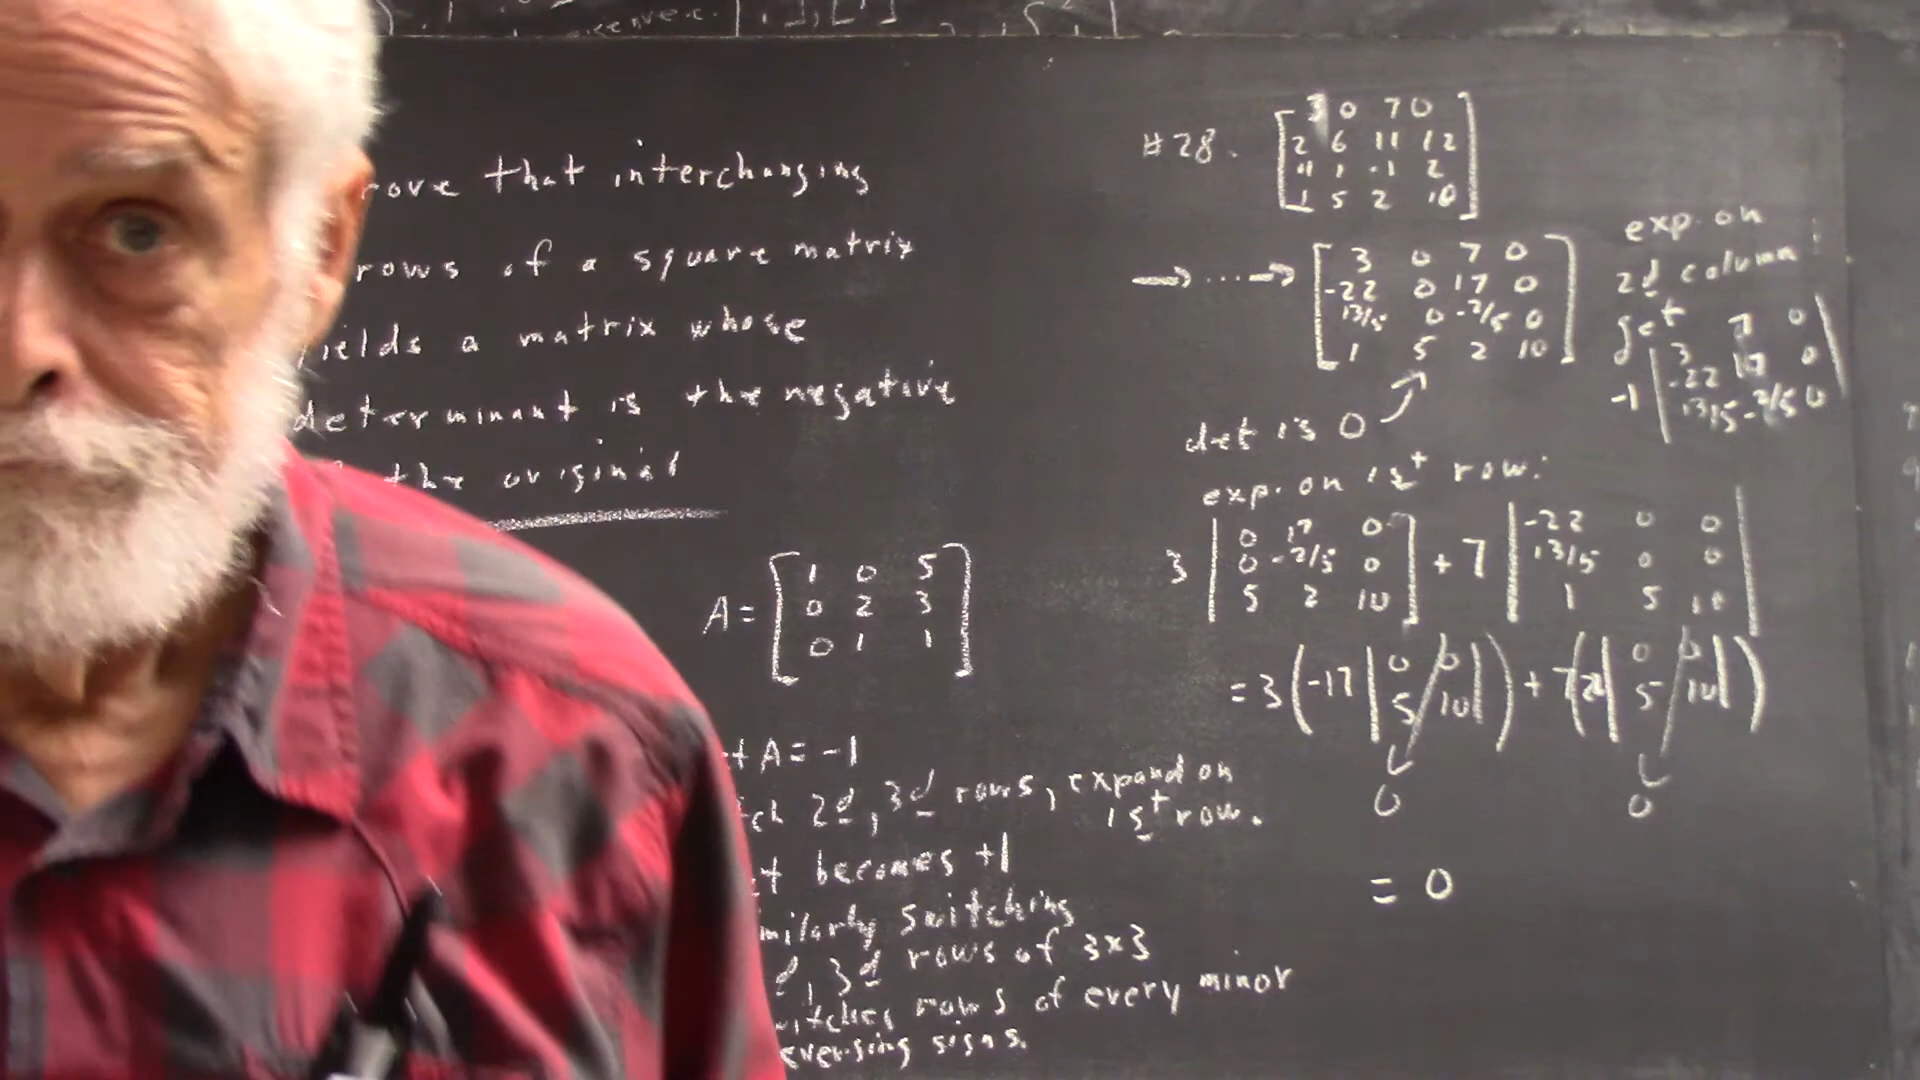 rove that interchanging
rows of a square matrix
ields a matrix whose
determinant is the negative
the original
A = [1 0 5
0 2 3
0 1 1]
t A = -1
ch 2d, 3d rows, expand on
1st row.
t becomes +1
milarly switching
d, 3d rows of 3x3
witches rows of every minor
eversing signs.
#28. [3 0 7 0
2 6 11 12
1 -1 2
1 5 2 10]
→ ... → [3 0 7 0
-22 0 17 0
13/5 0 -2/5 0
1 5 2 10]
exp. on
2d column:
get
-1 |3 7 0
-22 17 0
13/5 -2/5 0|
det is 0
exp. on 1st row:
3 |0 17 0
0 -2/5 0
5 2 10| + 7 |-22 0 0
13/5 0 0
1 5 10|
= 3(-17 |0 0
5 10|) + 7( |0 0
5 10|)
0 0
= 0